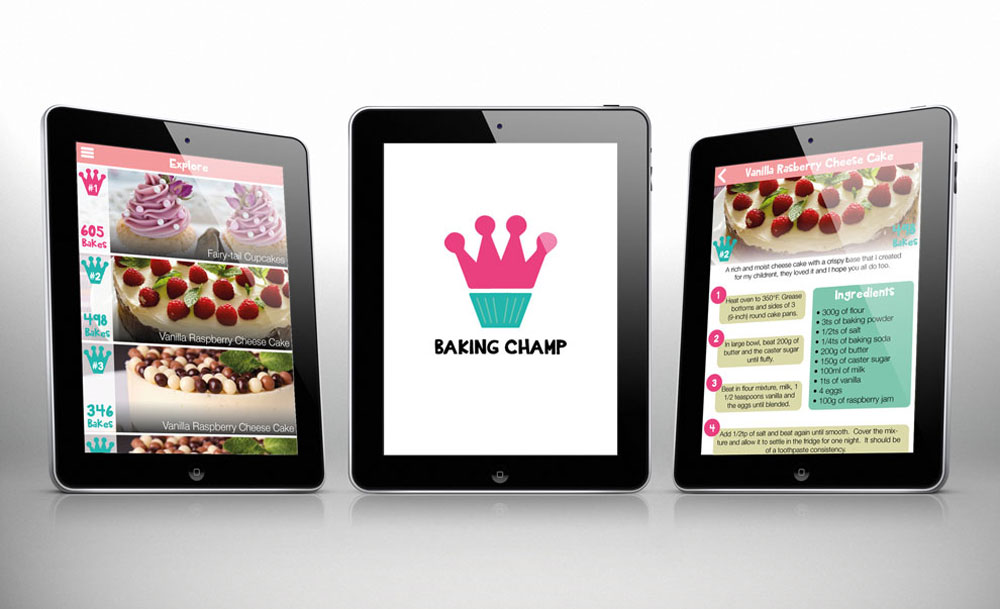 Explore
#1
605
Bakes
Fairy-tail Cupcakes
#2
498
Bakes
Vanilla Raspberry Cheese Cake
#3
346
Bakes
Vanilla Raspberry Cheese Cake
BAKING CHAMP
Vanilla Rasberry Cheese Cake
#2
498
Bakes
A rich and moist cheese cake with a crispy base that I created
for my childrent, they loved it and I hope you all do too.
1
Heat oven to 350°F. Grease
bottoms and sides of 3
(9-inch) round cake pans.
2
In large bowl, beat 200g of
butter and the caster sugar
until fluffy.
3
Beat in flour mixture, milk, 1
1/2 teaspoons vanilla and
the eggs until blended.
4
Add 1/2tp of salt and beat again until smooth. Cover the mix-
ture and allow it to settle in the fridge for one night. It should be
of a toothpaste consistency.
Ingredients
• 300g of flour
• 3ts of baking powder
• 1/2ts of salt
• 1/4ts of baking soda
• 200g of butter
• 150g of caster sugar
• 100ml of milk
• 1ts of vanilla
• 4 eggs
• 100g of raspberry jam